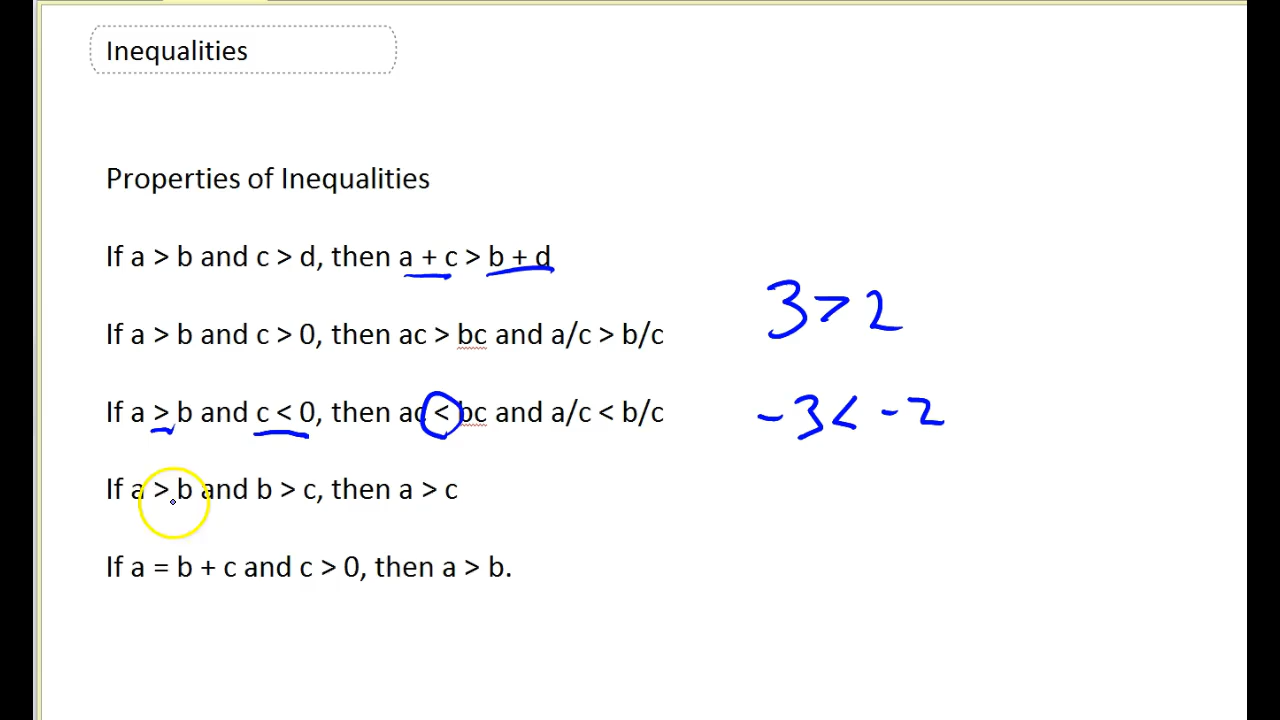 Inequalities
Properties of Inequalities
If a > b and c > d, then a + c > b + d
If a > b and c > 0, then ac > bc and a/c > b/c
3 > 2
If a > b and c < 0, then ac < bc and a/c < b/c
-3 < -2
If a > b and b > c, then a > c
If a = b + c and c > 0, then a > b.